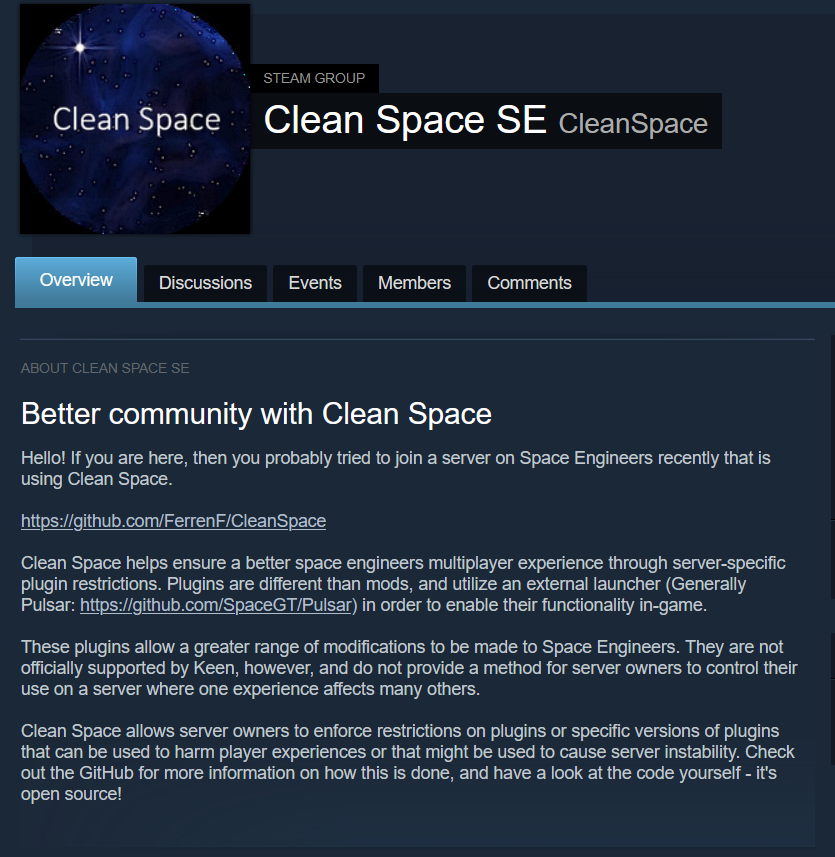 Clean Space
STEAM GROUP
Clean Space SE CleanSpace
Overview
Discussions
Events
Members
Comments
ABOUT CLEAN SPACE SE
Better community with Clean Space
Hello! If you are here, then you probably tried to join a server on Space Engineers recently that is
using Clean Space.
https://github.com/FerrenF/CleanSpace
Clean Space helps ensure a better space engineers multiplayer experience through server-specific
plugin restrictions. Plugins are different than mods, and utilize an external launcher (Generally
Pulsar: https://github.com/SpaceGT/Pulsar) in order to enable their functionality in-game.
These plugins allow a greater range of modifications to be made to Space Engineers. They are not
officially supported by Keen, however, and do not provide a method for server owners to control their
use on a server where one experience affects many others.
Clean Space allows server owners to enforce restrictions on plugins or specific versions of plugins
that can be used to harm player experiences or that might be used to cause server instability. Check
out the GitHub for more information on how this is done, and have a look at the code yourself - it's
open source!